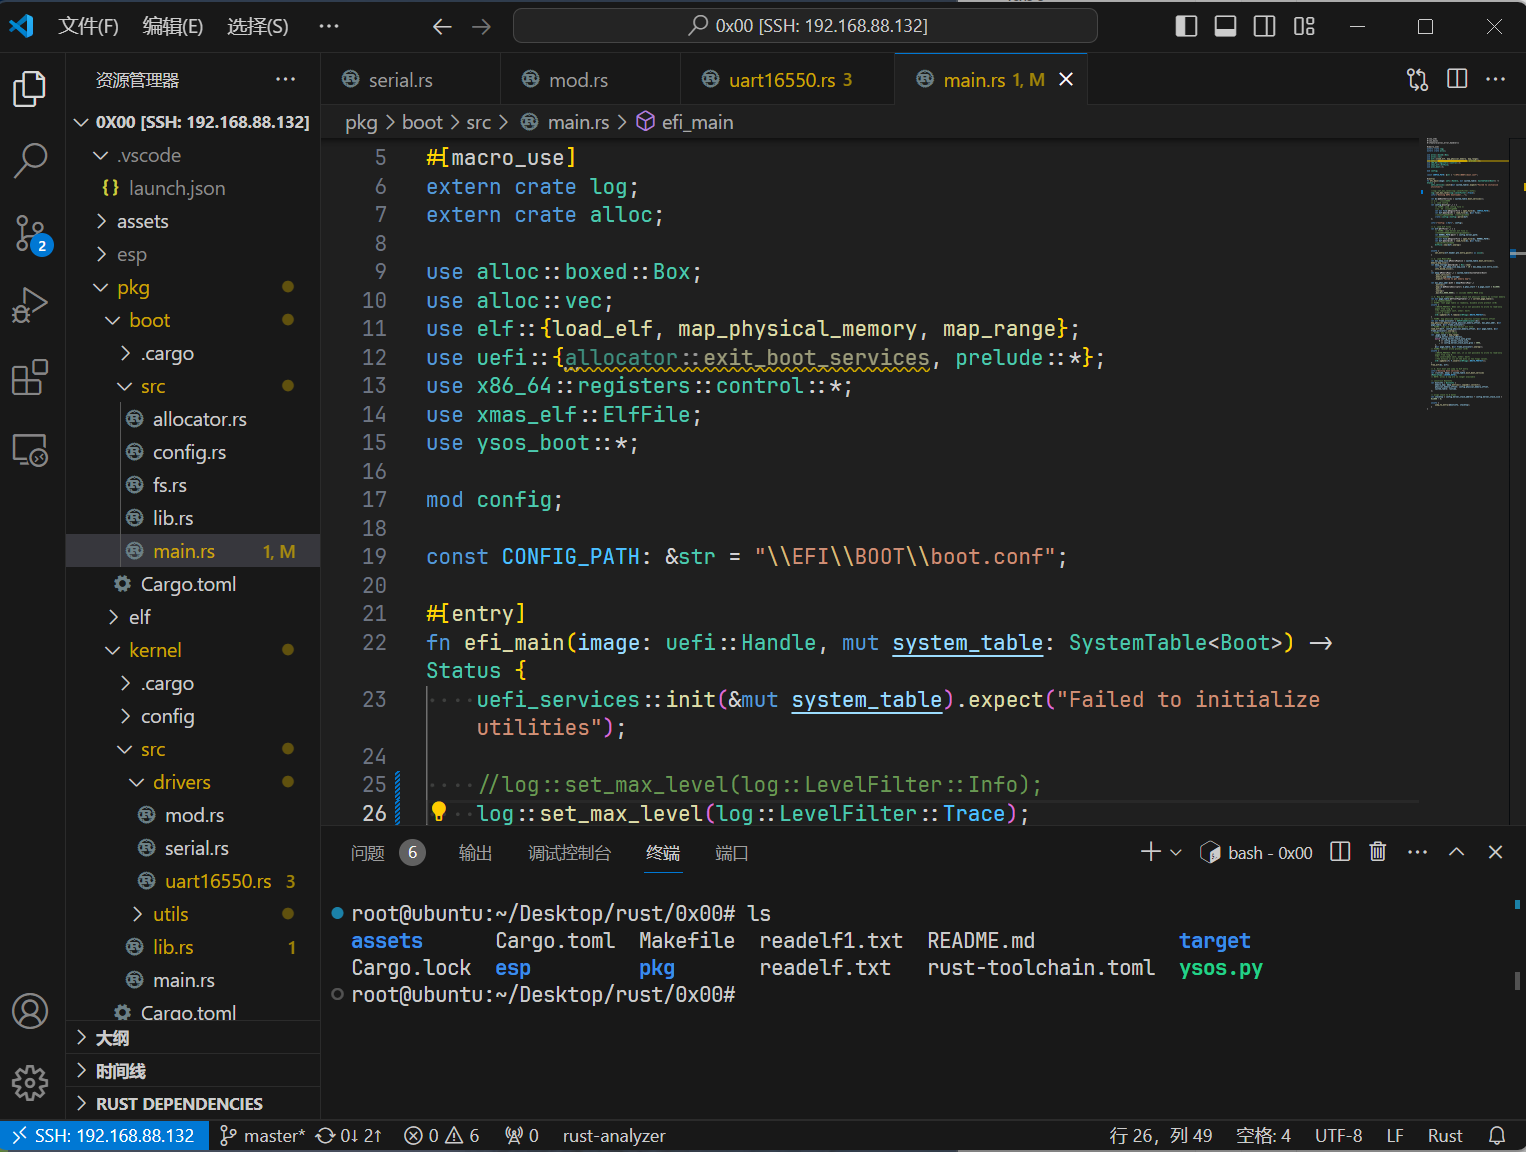 文件(F) 编辑(E) 选择(S) ··· 0x00 [SSH: 192.168.88.132]
资源管理器 ···
0X00 [SSH: 192.168.88.132]
.vscode
{} launch.json
assets
esp
pkg
boot
.cargo
src
allocator.rs
config.rs
fs.rs
lib.rs
main.rs 1, M
Cargo.toml
elf
kernel
.cargo
config
src
drivers
mod.rs
serial.rs
uart16550.rs 3
utils
lib.rs 1
main.rs
Cargo.toml
大纲
时间线
RUST DEPENDENCIES
2
serial.rs mod.rs uart16550.rs 3 main.rs 1, M
pkg > boot > src > main.rs > efi_main
5 #[macro_use]
6 extern crate log;
7 extern crate alloc;
8
9 use alloc::boxed::Box;
10 use alloc::vec;
11 use elf::{load_elf, map_physical_memory, map_range};
12 use uefi::{allocator::exit_boot_services, prelude::*};
13 use x86_64::registers::control::*;
14 use xmas_elf::ElfFile;
15 use ysos_boot::*;
16
17 mod config;
18
19 const CONFIG_PATH: &str = "\\EFI\\BOOT\\boot.conf";
20
21 #[entry]
22 fn efi_main(image: uefi::Handle, mut system_table: SystemTable<Boot>) ->
Status {
23 uefi_services::init(&mut system_table).expect("Failed to initialize
utilities");
24
25 //log::set_max_level(log::LevelFilter::Info);
26 log::set_max_level(log::LevelFilter::Trace);
问题 6 输出 调试控制台 终端 端口 bash - 0x00
root@ubuntu:~/Desktop/rust/0x00# ls
assets Cargo.toml Makefile readelf1.txt README.md target
Cargo.lock esp pkg readelf.txt rust-toolchain.toml ysos.py
root@ubuntu:~/Desktop/rust/0x00#
SSH: 192.168.88.132 master* 0↓ 2↑ 0 6 0 rust-analyzer 行 26，列 49 空格: 4 UTF-8 LF Rust